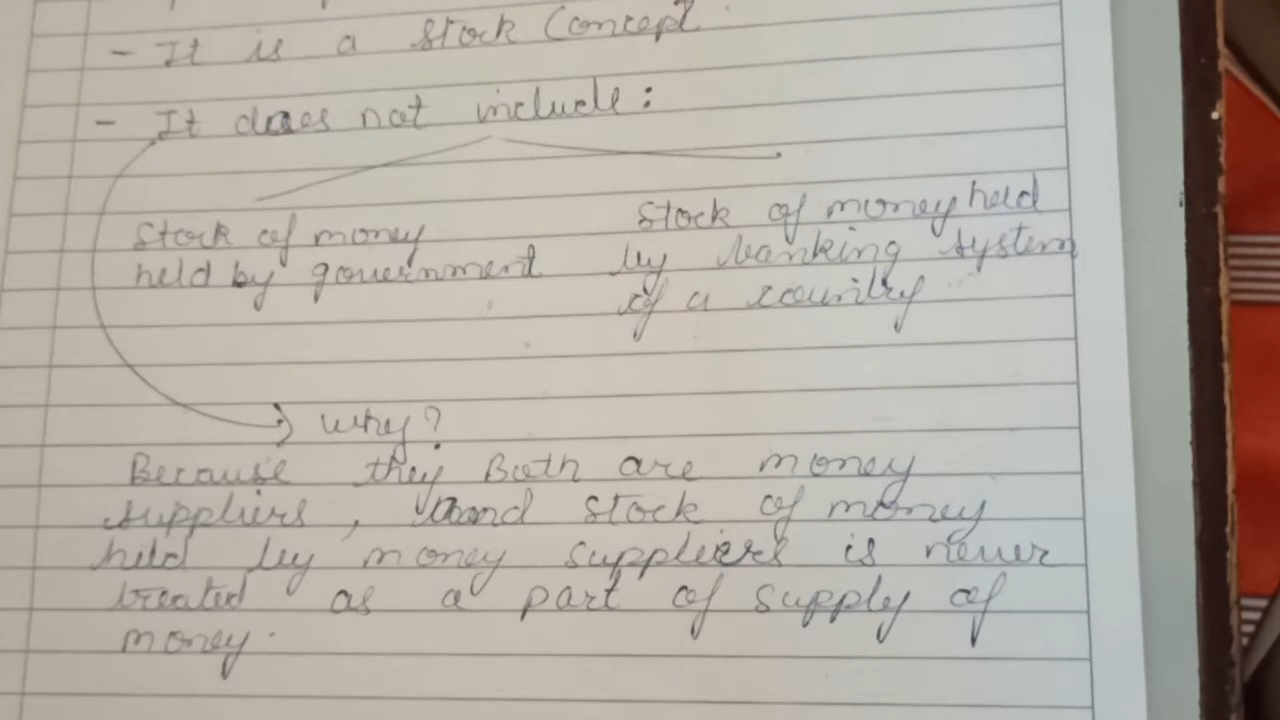 - It is a stock Concept.
- It does not include:
Stock of money
held by government
Stock of money held
by banking system
of a country
Why?
Because they Both are money
suppliers, and stock of money
held by money suppliers is never
treated as a part of supply of
money.